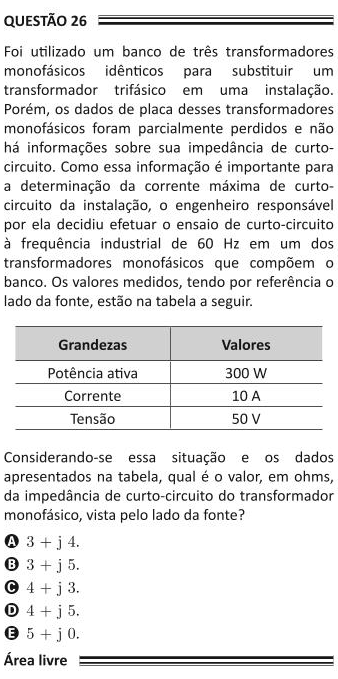 QUESTÃO 26
Foi utilizado um banco de três transformadores
monofásicos idênticos para substituir um
transformador trifásico em uma instalação.
Porém, os dados de placa desses transformadores
monofásicos foram parcialmente perdidos e não
há informações sobre sua impedância de curto-
circuito. Como essa informação é importante para
a determinação da corrente máxima de curto-
circuito da instalação, o engenheiro responsável
por ela decidiu efetuar o ensaio de curto-circuito
à frequência industrial de 60 Hz em um dos
transformadores monofásicos que compõem o
banco. Os valores medidos, tendo por referência o
lado da fonte, estão na tabela a seguir.
Grandezas Valores
Potência ativa 300 W
Corrente 10 A
Tensão 50 V
Considerando-se essa situação e os dados
apresentados na tabela, qual é o valor, em ohms,
da impedância de curto-circuito do transformador
monofásico, vista pelo lado da fonte?
A 3 + j 4.
B 3 + j 5.
C 4 + j 3.
D 4 + j 5.
E 5 + j 0.
Área livre